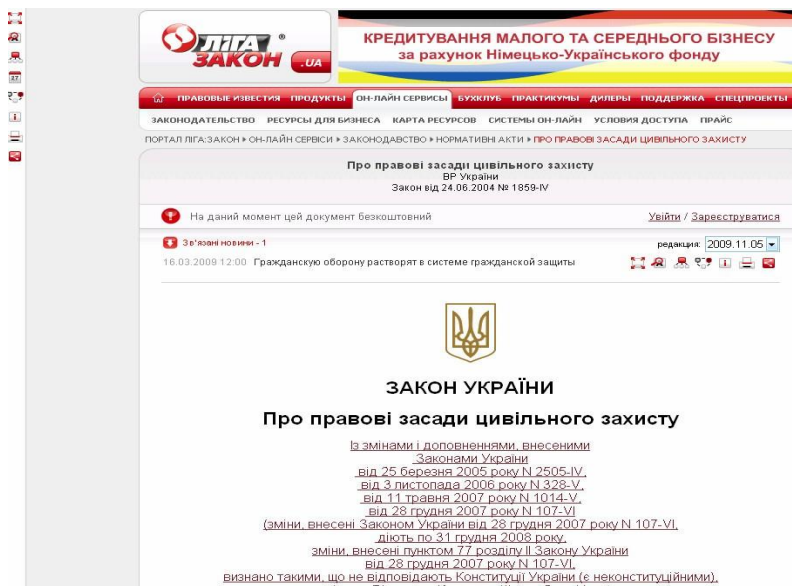 ЛІГА
ЗАКОН
.UA
КРЕДИТУВАННЯ МАЛОГО ТА СЕРЕДНЬОГО БІЗНЕСУ
за рахунок Німецько-Українського фонду
ПРАВОВЫЕ ИЗВЕСТИЯ ПРОДУКТЫ ОН-ЛАЙН СЕРВИСЫ БУХКЛУБ ПРАКТИКУМЫ ДИЛЕРЫ ПОДДЕРЖКА СПЕЦПРОЕКТЫ
ЗАКОНОДАТЕЛЬСТВО РЕСУРСЫ ДЛЯ БИЗНЕСА КАРТА РЕСУРСОВ СИСТЕМЫ ОН-ЛАЙН УСЛОВИЯ ДОСТУПА ПРАЙС
ПОРТАЛ ЛІГА:ЗАКОН ОН-ЛАЙН СЕРВІСИ ЗАКОНОДАВСТВО НОРМАТИВНІ АКТИ ПРО ПРАВОВІ ЗАСАДИ ЦИВІЛЬНОГО ЗАХИСТУ
Про правові засади цивільного захисту
ВР України
Закон від 24.06.2004 № 1859-IV
На даний момент цей документ безкоштовний
Увійти / Зареєструватися
Зв'язані новини - 1
редакция: 2009.11.05
16.03.2009 12:00 Гражданскую оборону растворят в системе гражданской защиты
27
ЗАКОН УКРАЇНИ
Про правові засади цивільного захисту
Із змінами і доповненнями, внесеними
Законами України
від 25 березня 2005 року N 2505-IV,
від 3 листопада 2006 року N 328-V,
від 11 травня 2007 року N 1014-V,
від 28 грудня 2007 року N 107-VI
(зміни, внесені Законом України від 28 грудня 2007 року N 107-VI,
діють по 31 грудня 2008 року,
зміни, внесені пунктом 77 розділу II Закону України
від 28 грудня 2007 року N 107-VI,
визнано такими, що не відповідають Конституції України (є неконституційними),